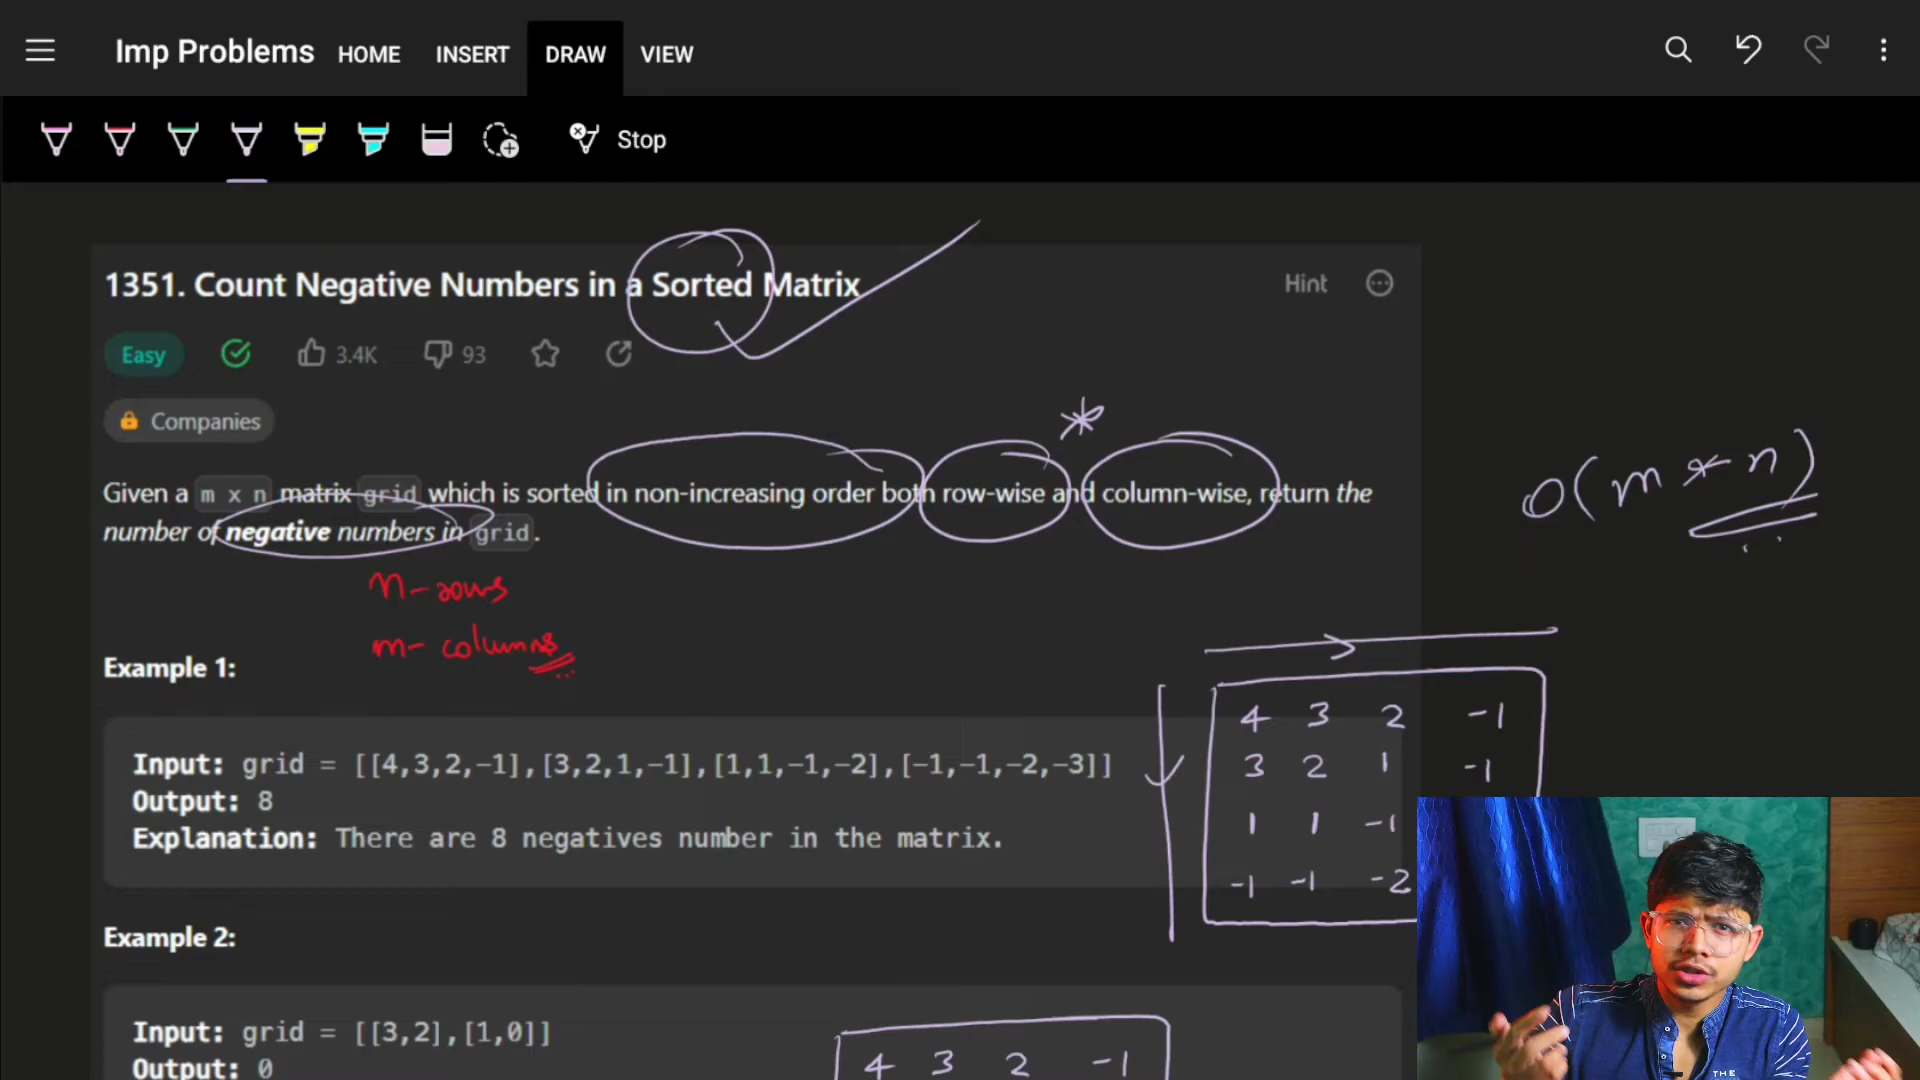 Imp Problems HOME INSERT DRAW VIEW
Stop
1351. Count Negative Numbers in a Sorted Matrix
Hint
Easy 3.4K 93
Companies
Given a m x n matrix grid which is sorted in non-increasing order both row-wise and column-wise, return the
number of negative numbers in grid.
*
O(m * n)
n- rows
m- columns
Example 1:
Input: grid = [[4,3,2,-1],[3,2,1,-1],[1,1,-1,-2],[-1,-1,-2,-3]]
Output: 8
Explanation: There are 8 negatives number in the matrix.
4 3 2 -1
3 2 1 -1
1 1 -1
-1 -1 -2
Example 2:
Input: grid = [[3,2],[1,0]]
Output: 0
4 3 2 -1
THE